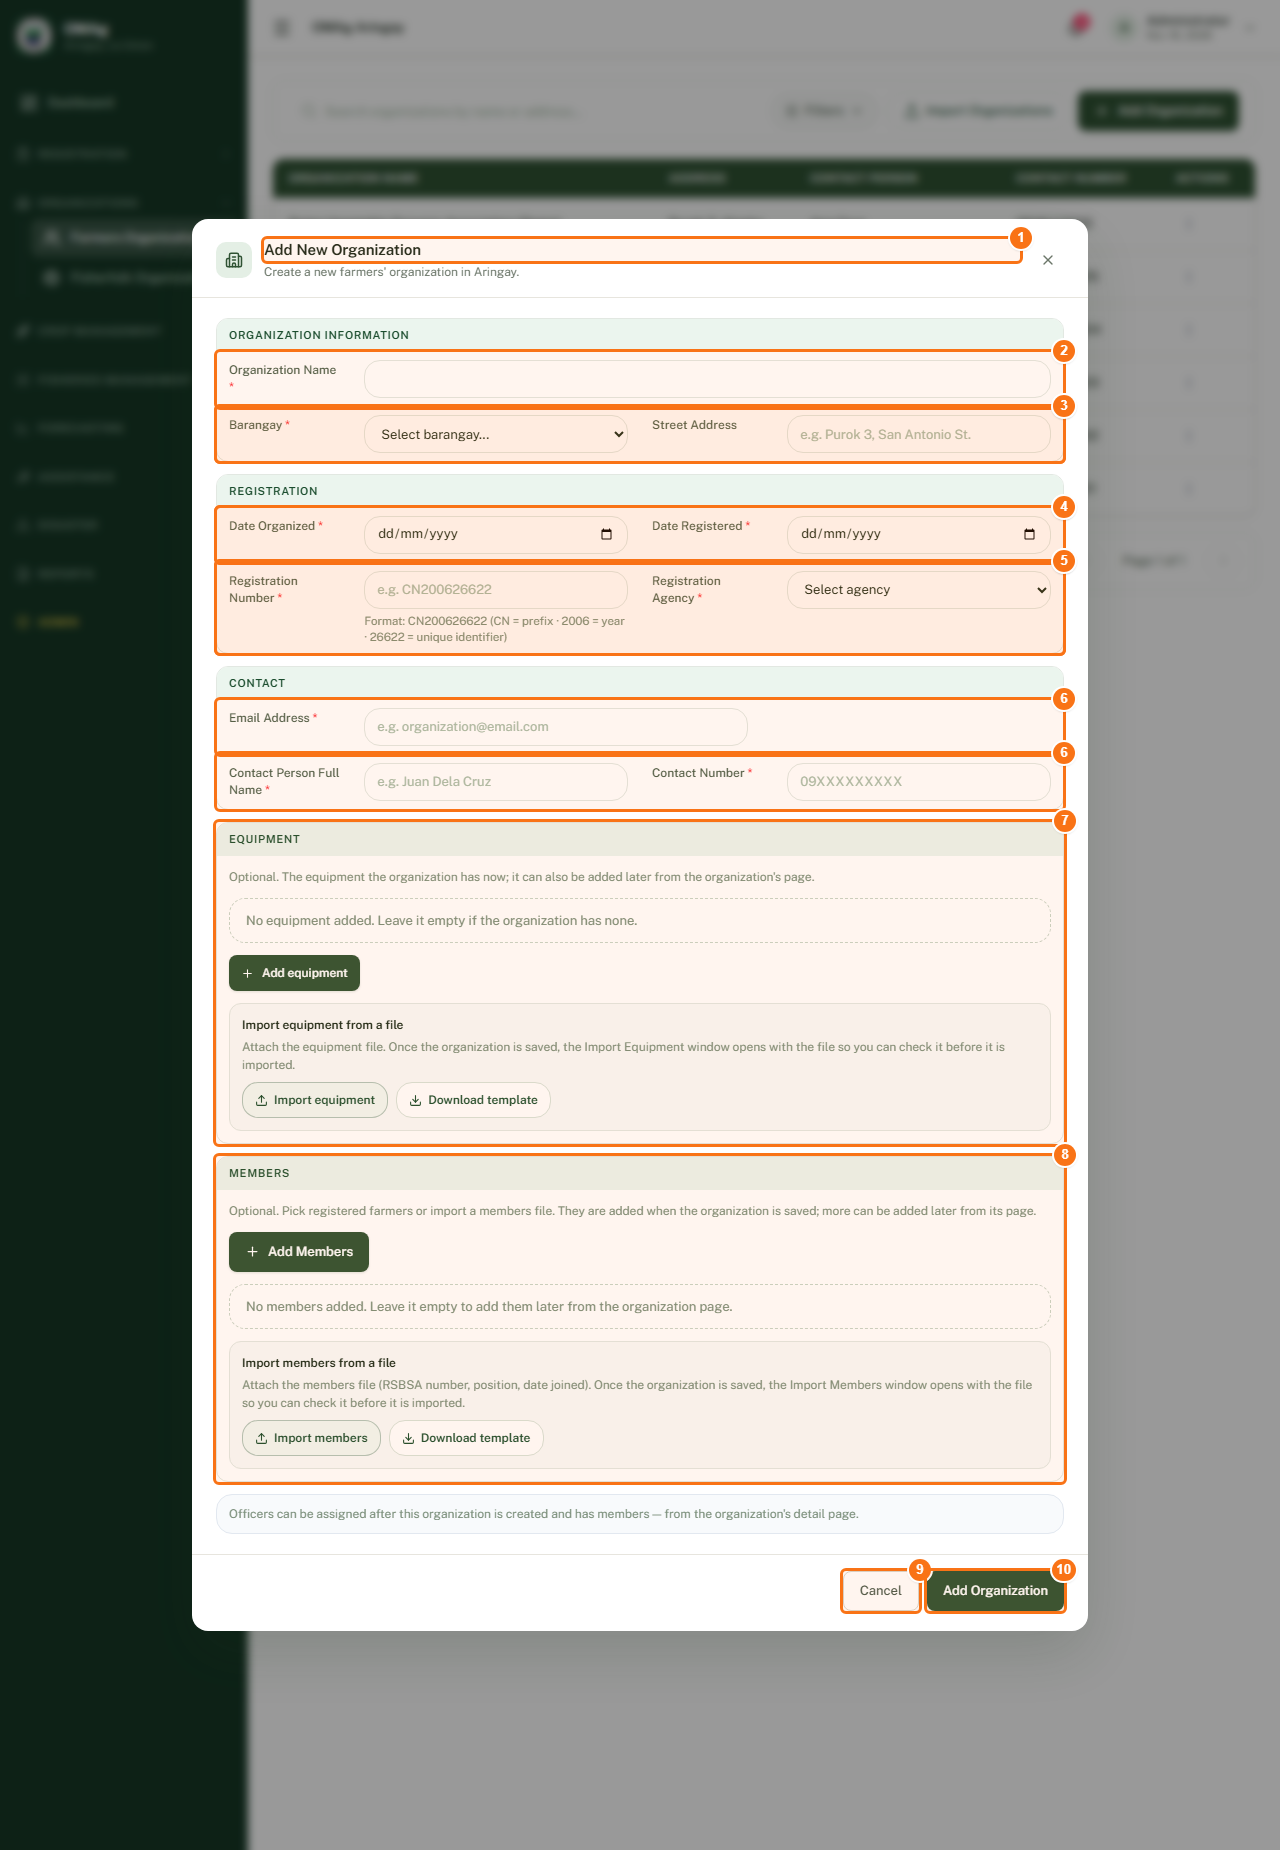 Dashboard
Add New Organization
1
Create a new farmers' organization in Aringay.
ORGANIZATION INFORMATION
2
Organization Name
*
3
Barangay *
Select barangay...
Street Address
e.g. Purok 3, San Antonio St.
REGISTRATION
4
Date Organized *
dd/mm/yyyy
Date Registered *
dd/mm/yyyy
5
Registration
Number *
e.g. CN200626622
Registration
Agency *
Select agency
Format: CN200626622 (CN = prefix · 2006 = year
· 26622 = unique identifier)
CONTACT
6
Email Address *
e.g. organization@email.com
6
Contact Person Full
Name *
e.g. Juan Dela Cruz
Contact Number *
09XXXXXXXXX
7
EQUIPMENT
Optional. The equipment the organization has now; it can also be added later from the organization's page.
No equipment added. Leave it empty if the organization has none.
+ Add equipment
Import equipment from a file
Attach the equipment file. Once the organization is saved, the Import Equipment window opens with the file so you can check it before it is
imported.
Import equipment
Download template
8
MEMBERS
Optional. Pick registered farmers or import a members file. They are added when the organization is saved; more can be added later from its page.
+ Add Members
No members added. Leave it empty to add them later from the organization page.
Import members from a file
Attach the members file (RSBSA number, position, date joined). Once the organization is saved, the Import Members window opens with the file
so you can check it before it is imported.
Import members
Download template
Officers can be assigned after this organization is created and has members — from the organization's detail page.
9
10
Cancel
Add Organization